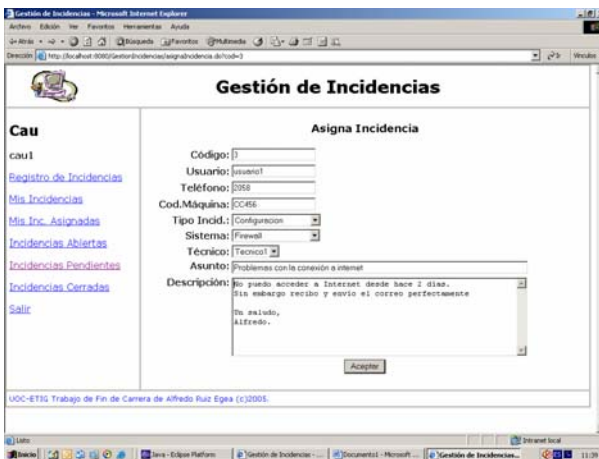 Gestión de Incidencias - Microsoft Internet Explorer
Archivo Edición Ver Favoritos Herramientas Ayuda
Atrás Búsqueda Favoritos Multimedia
Dirección http://localhost:8080/GestionIncidencias/asignaIncidencia.do?cod=3 Ir Vínculos
Gestión de Incidencias
Cau
cau1
Registro de Incidencias
Mis Incidencias
Mis Inc. Asignadas
Incidencias Abiertas
Incidencias Pendientes
Incidencias Cerradas
Salir
Asigna Incidencia
Código: 3
Usuario: usuario1
Teléfono: 2058
Cod.Máquina: CC456
Tipo Incid.: Configuracion
Sistema: Firewall
Técnico: Tecnico1
Asunto: Problemas con la conexión a internet
Descripción: No puedo acceder a Internet desde hace 2 días.
Sin embargo recibo y envío el correo perfectamente
Un saludo,
Alfredo.
Aceptar
UOC-ETIG Trabajo de Fin de Carrera de Alfredo Ruiz Egea (c)2005.
Listo Intranet local
Inicio Java - Eclipse Platform Gestión de Incidencias - ... Documento1 - Microsoft ... Gestión de Incidencias... 11:39